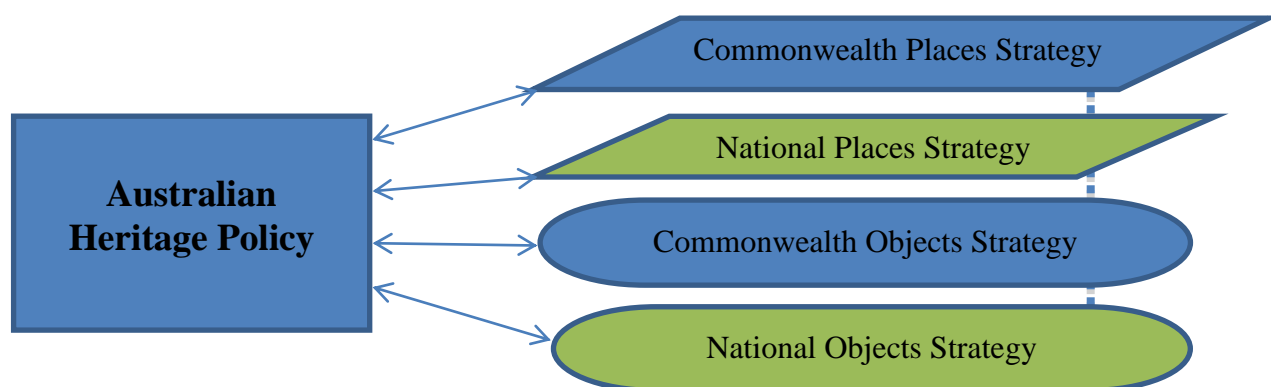 Commonwealth Places Strategy
National Places Strategy
Australian
Heritage Policy
Commonwealth Objects Strategy
National Objects Strategy